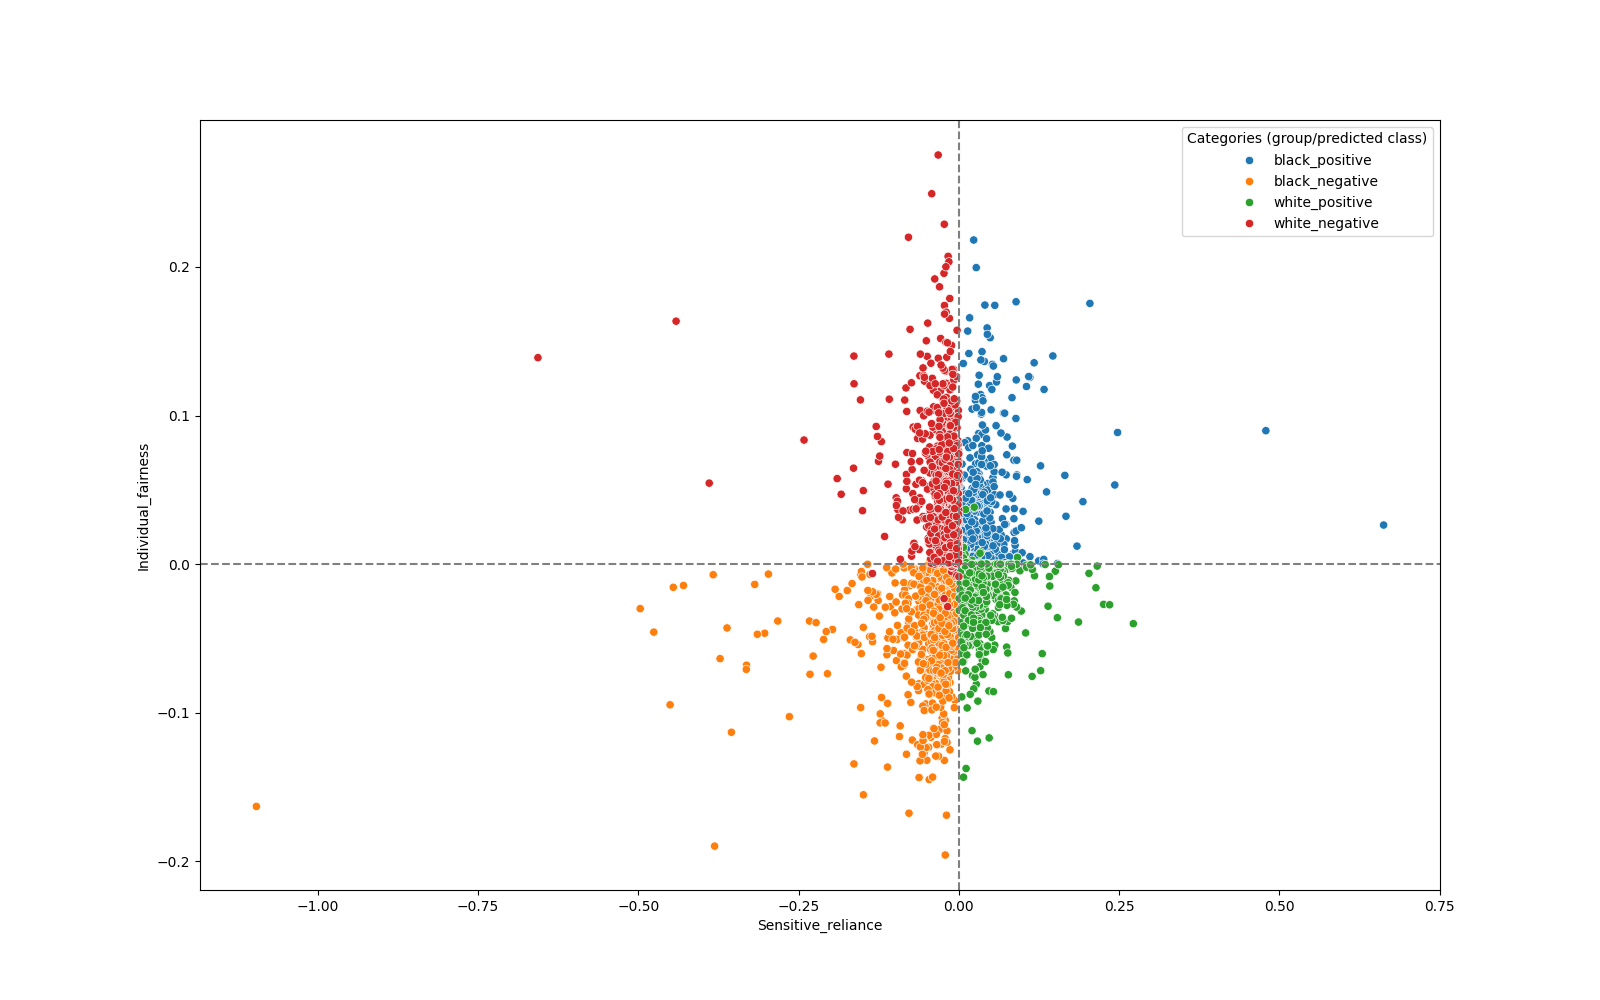 Categories (group/predicted class)
black_positive
black_negative
white_positive
white_negative
Individual_fairness
0.2
0.1
0.0
−0.1
−0.2
−1.00
−0.75
−0.50
−0.25
0.00
0.25
0.50
0.75
Sensitive_reliance